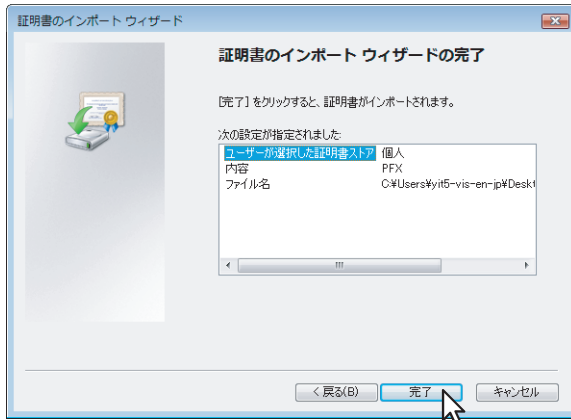 証明書のインポート ウィザード
証明書のインポート ウィザードの完了
[完了] をクリックすると、証明書がインポートされます。
次の設定が指定されました:
ユーザーが選択した証明書ストア 個人
内容 PFX
ファイル名 C:¥Users¥yit5-vis-en-jp¥Deskt
< 戻る(B) 完了 キャンセル